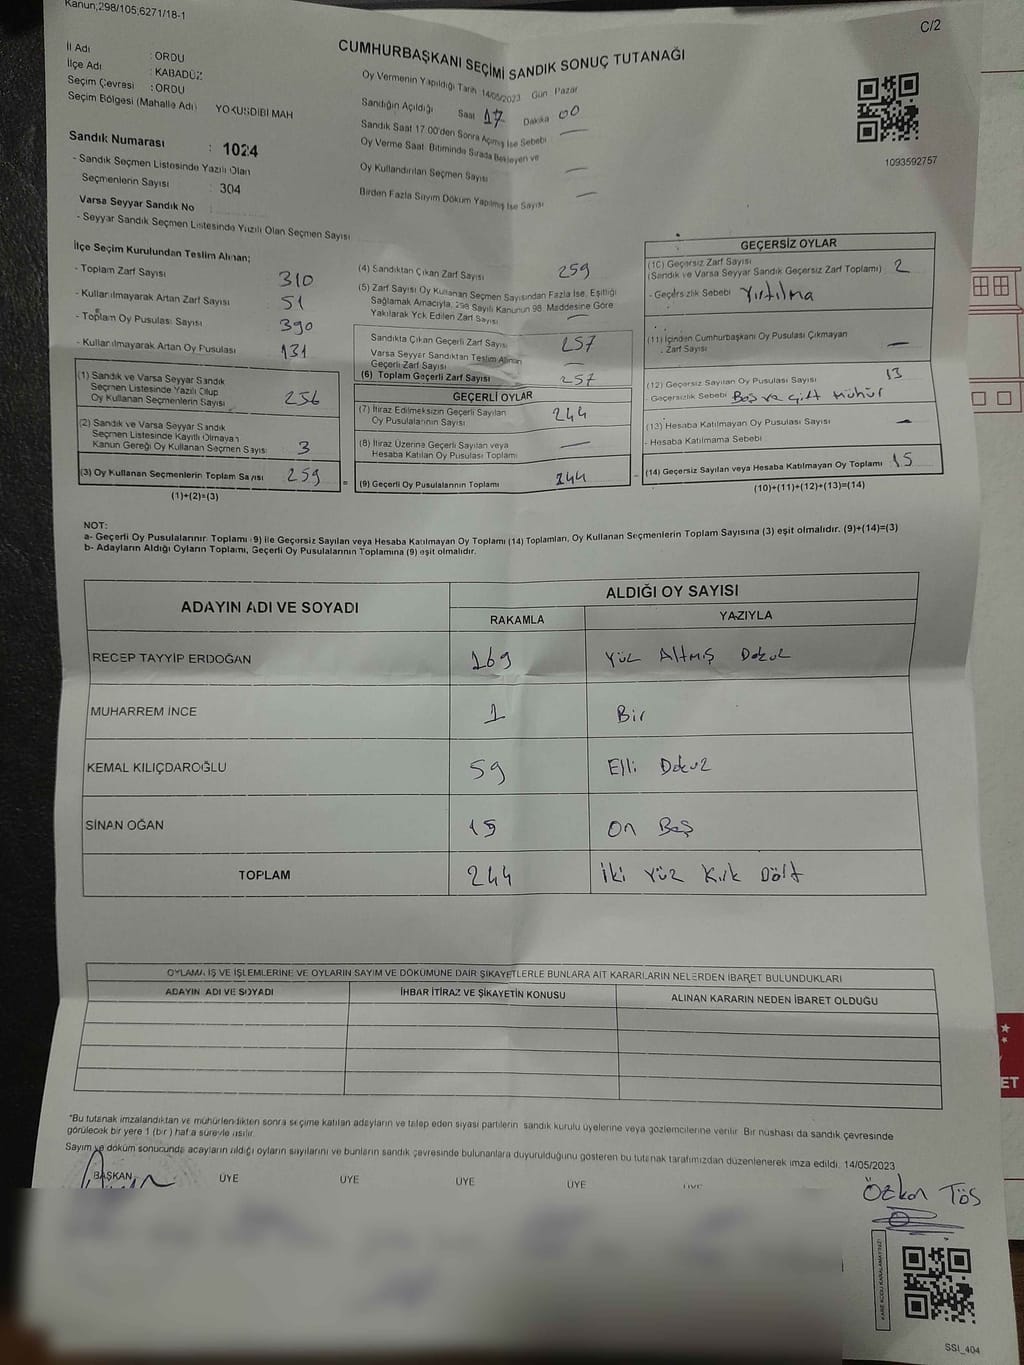 Kanun;298/105;6271/18-1
C/2
CUMHURBAŞKANI SEÇİMİ SANDIK SONUÇ TUTANAĞI
İl Adı : ORDU
İlçe Adı : KABADÜZ
Seçim Çevresi : ORDU
Seçim Bölgesi (Mahalle Adı) YOKUŞDİBİ MAH
Oy Vermenin Yapıldığı Tarih 14/05/2023 Gün Pazar
Sandığın Açıldığı Saat 17 Dakika 00
Sandık Saat 17 00'den Sonra Açmış İse Sebebi —
Oy Verme Saat Bitiminde Sırada Bekleyen ve
Oy Kullandırılan Seçmen Sayısı —
Birden Fazla Sayım Döküm Yapılmış İse Sayısı —
1093592757
Sandık Numarası : 1024
- Sandık Seçmen Listesinde Yazılı Olan
Seçmenlerin Sayısı : 304
Varsa Seyyar Sandık No
- Seyyar Sandık Seçmen Listesinde Yazılı Olan Seçmen Sayısı
İlçe Seçim Kurulundan Teslim Alınan;
- Toplam Zarf Sayısı 310
- Kullanılmayarak Artan Zarf Sayısı 51
- Toplam Oy Pusulası Sayısı 390
- Kullanılmayarak Artan Oy Pusulası 131
(1) Sandık ve Varsa Seyyar Sandık
Seçmen Listesinde Yazılı Olup
Oy Kullanan Seçmenlerin Sayısı 256
(2) Sandık ve Varsa Seyyar Sandık
Seçmen Listesinde Kayıtlı Olmayan
Kanun Gereği Oy Kullanan Seçmen Sayısı 3
(3) Oy Kullanan Seçmenlerin Toplam Sayısı 259
(1)+(2)=(3)
(4) Sandıktan Çıkan Zarf Sayısı 259
(5) Zarf Sayısı Oy Kullanan Seçmen Sayısından Fazla İse, Eşitliği
Sağlamak Amacıyla, 298 Sayılı Kanunun 98. Maddesine Göre
Yakılarak Yok Edilen Zarf Sayısı —
Sandıkta Çıkan Geçerli Zarf Sayısı 257
Varsa Seyyar Sandıktan Teslim Alınan
Geçerli Zarf Sayısı —
(6) Toplam Geçerli Zarf Sayısı 257
GEÇERLİ OYLAR
(7) İtiraz Edilmeksizin Geçerli Sayılan
Oy Pusulalarının Sayısı 244
(8) İtiraz Üzerine Geçerli Sayılan veya
Hesaba Katılan Oy Pusulası Toplamı —
= (9) Geçerli Oy Pusulalarının Toplamı 244
GEÇERSİZ OYLAR
(10) Geçersiz Zarf Sayısı
(Sandık ve Varsa Seyyar Sandık Geçersiz Zarf Toplamı) 2
- Geçersizlik Sebebi Yırtılma
(11) İçinden Cumhurbaşkanı Oy Pusulası Çıkmayan
Zarf Sayısı —
(12) Geçersiz Sayılan Oy Pusulası Sayısı 13
- Geçersizlik Sebebi Boş ve Çift Mühür
(13) Hesaba Katılmayan Oy Pusulası Sayısı —
- Hesaba Katılmama Sebebi
(14) Geçersiz Sayılan veya Hesaba Katılmayan Oy Toplamı 15
(10)+(11)+(12)+(13)=(14)
NOT:
a- Geçerli Oy Pusulalarının Toplamı (9) ile Geçersiz Sayılan veya Hesaba Katılmayan Oy Toplamı (14) Toplamları, Oy Kullanan Seçmenlerin Toplam Sayısına (3) eşit olmalıdır. (9)+(14)=(3)
b- Adayların Aldığı Oyların Toplamı, Geçerli Oy Pusulalarının Toplamına (9) eşit olmalıdır.
ADAYIN ADI VE SOYADI
ALDIĞI OY SAYISI
RAKAMLA YAZIYLA
RECEP TAYYİP ERDOĞAN 169 Yüz Altmış Dokuz
MUHARREM İNCE 1 Bir
KEMAL KILIÇDAROĞLU 59 Elli Dokuz
SİNAN OĞAN 15 On Beş
TOPLAM 244 İki Yüz Kırk Dört
OYLAMA İŞ VE İŞLEMLERİNE VE OYLARIN SAYIM VE DÖKÜMÜNE DAİR ŞİKAYETLERLE BUNLARA AİT KARARLARIN NELERDEN İBARET BULUNDUKLARI
ADAYIN ADI VE SOYADI İHBAR İTİRAZ VE ŞİKAYETİN KONUSU ALINAN KARARIN NEDEN İBARET OLDUĞU
*Bu tutanak imzalandıktan ve mühürlendikten sonra seçime katılan adayların ve talep eden siyasi partilerin sandık kurulu üyelerine veya gözlemcilerine verilir. Bir nüshası da sandık çevresinde
görülecek bir yere 1 (bir ) hafta süreyle asılır.
Sayım ve döküm sonucunda adayların aldığı oyların sayılarını ve bunların sandık çevresinde bulunanlara duyurulduğunu gösteren bu tutanak tarafımızdan düzenlenerek imza edildi. 14/05/2023
BAŞKAN ÜYE ÜYE ÜYE ÜYE
Özkan Tös
SSİ_404
ET